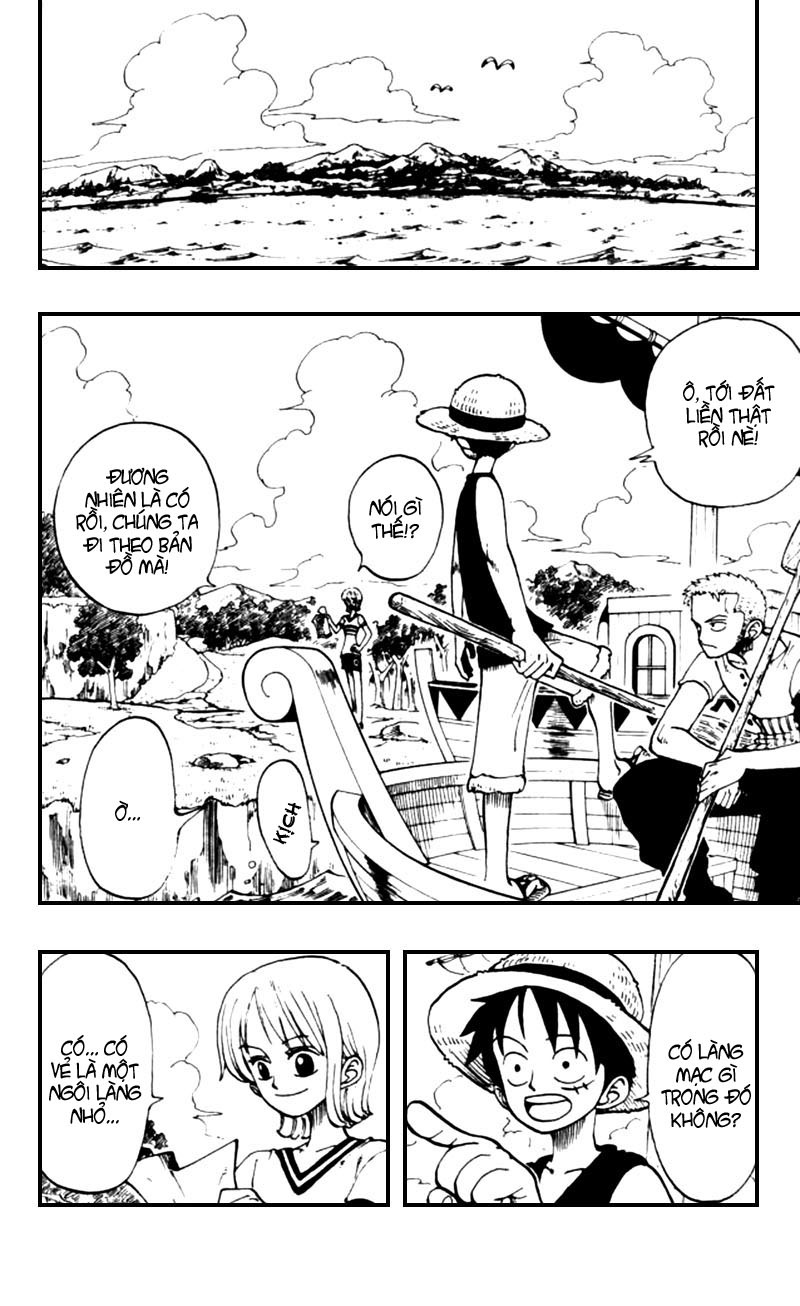 Ô, TỚI ĐẤT
LIỀN THẬT
RỒI NÈ!
NÓI GÌ
THẾ!?
ĐƯƠNG
NHIÊN LÀ CÓ
RỒI, CHÚNG TA
ĐI THEO BẢN
ĐỒ MÀ!
Ờ...
KỊCH
CÓ LÀNG
MẠC GÌ
TRONG ĐÓ
KHÔNG?
CÓ... CÓ
VẺ LÀ MỘT
NGÔI LÀNG
NHỎ...